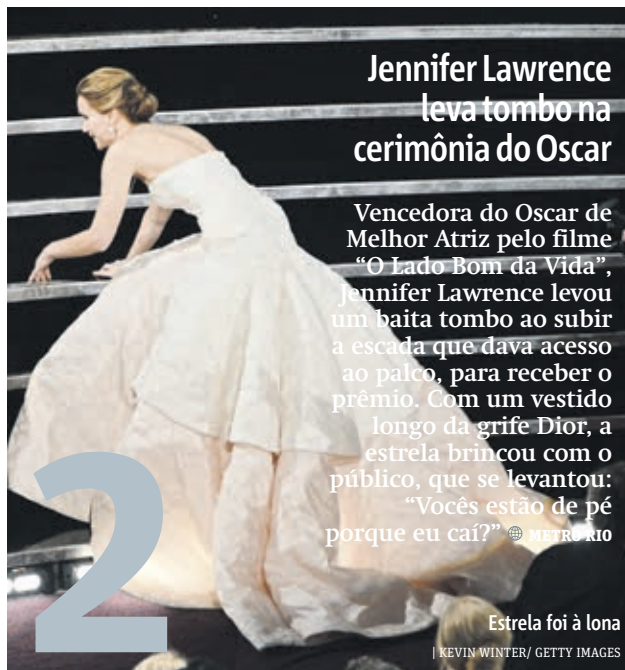 Jennifer Lawrence
leva tombo na
cerimônia do Oscar
Vencedora do Oscar de
Melhor Atriz pelo filme
“O Lado Bom da Vida”,
Jennifer Lawrence levou
um baita tombo ao subir
a escada que dava acesso
ao palco, para receber o
prêmio. Com um vestido
longo da grife Dior, a
estrela brincou com o
público, que se levantou:
“Vocês estão de pé
porque eu caí?” METRO RIO
2
Estrela foi à lona
| KEVIN WINTER/ GETTY IMAGES